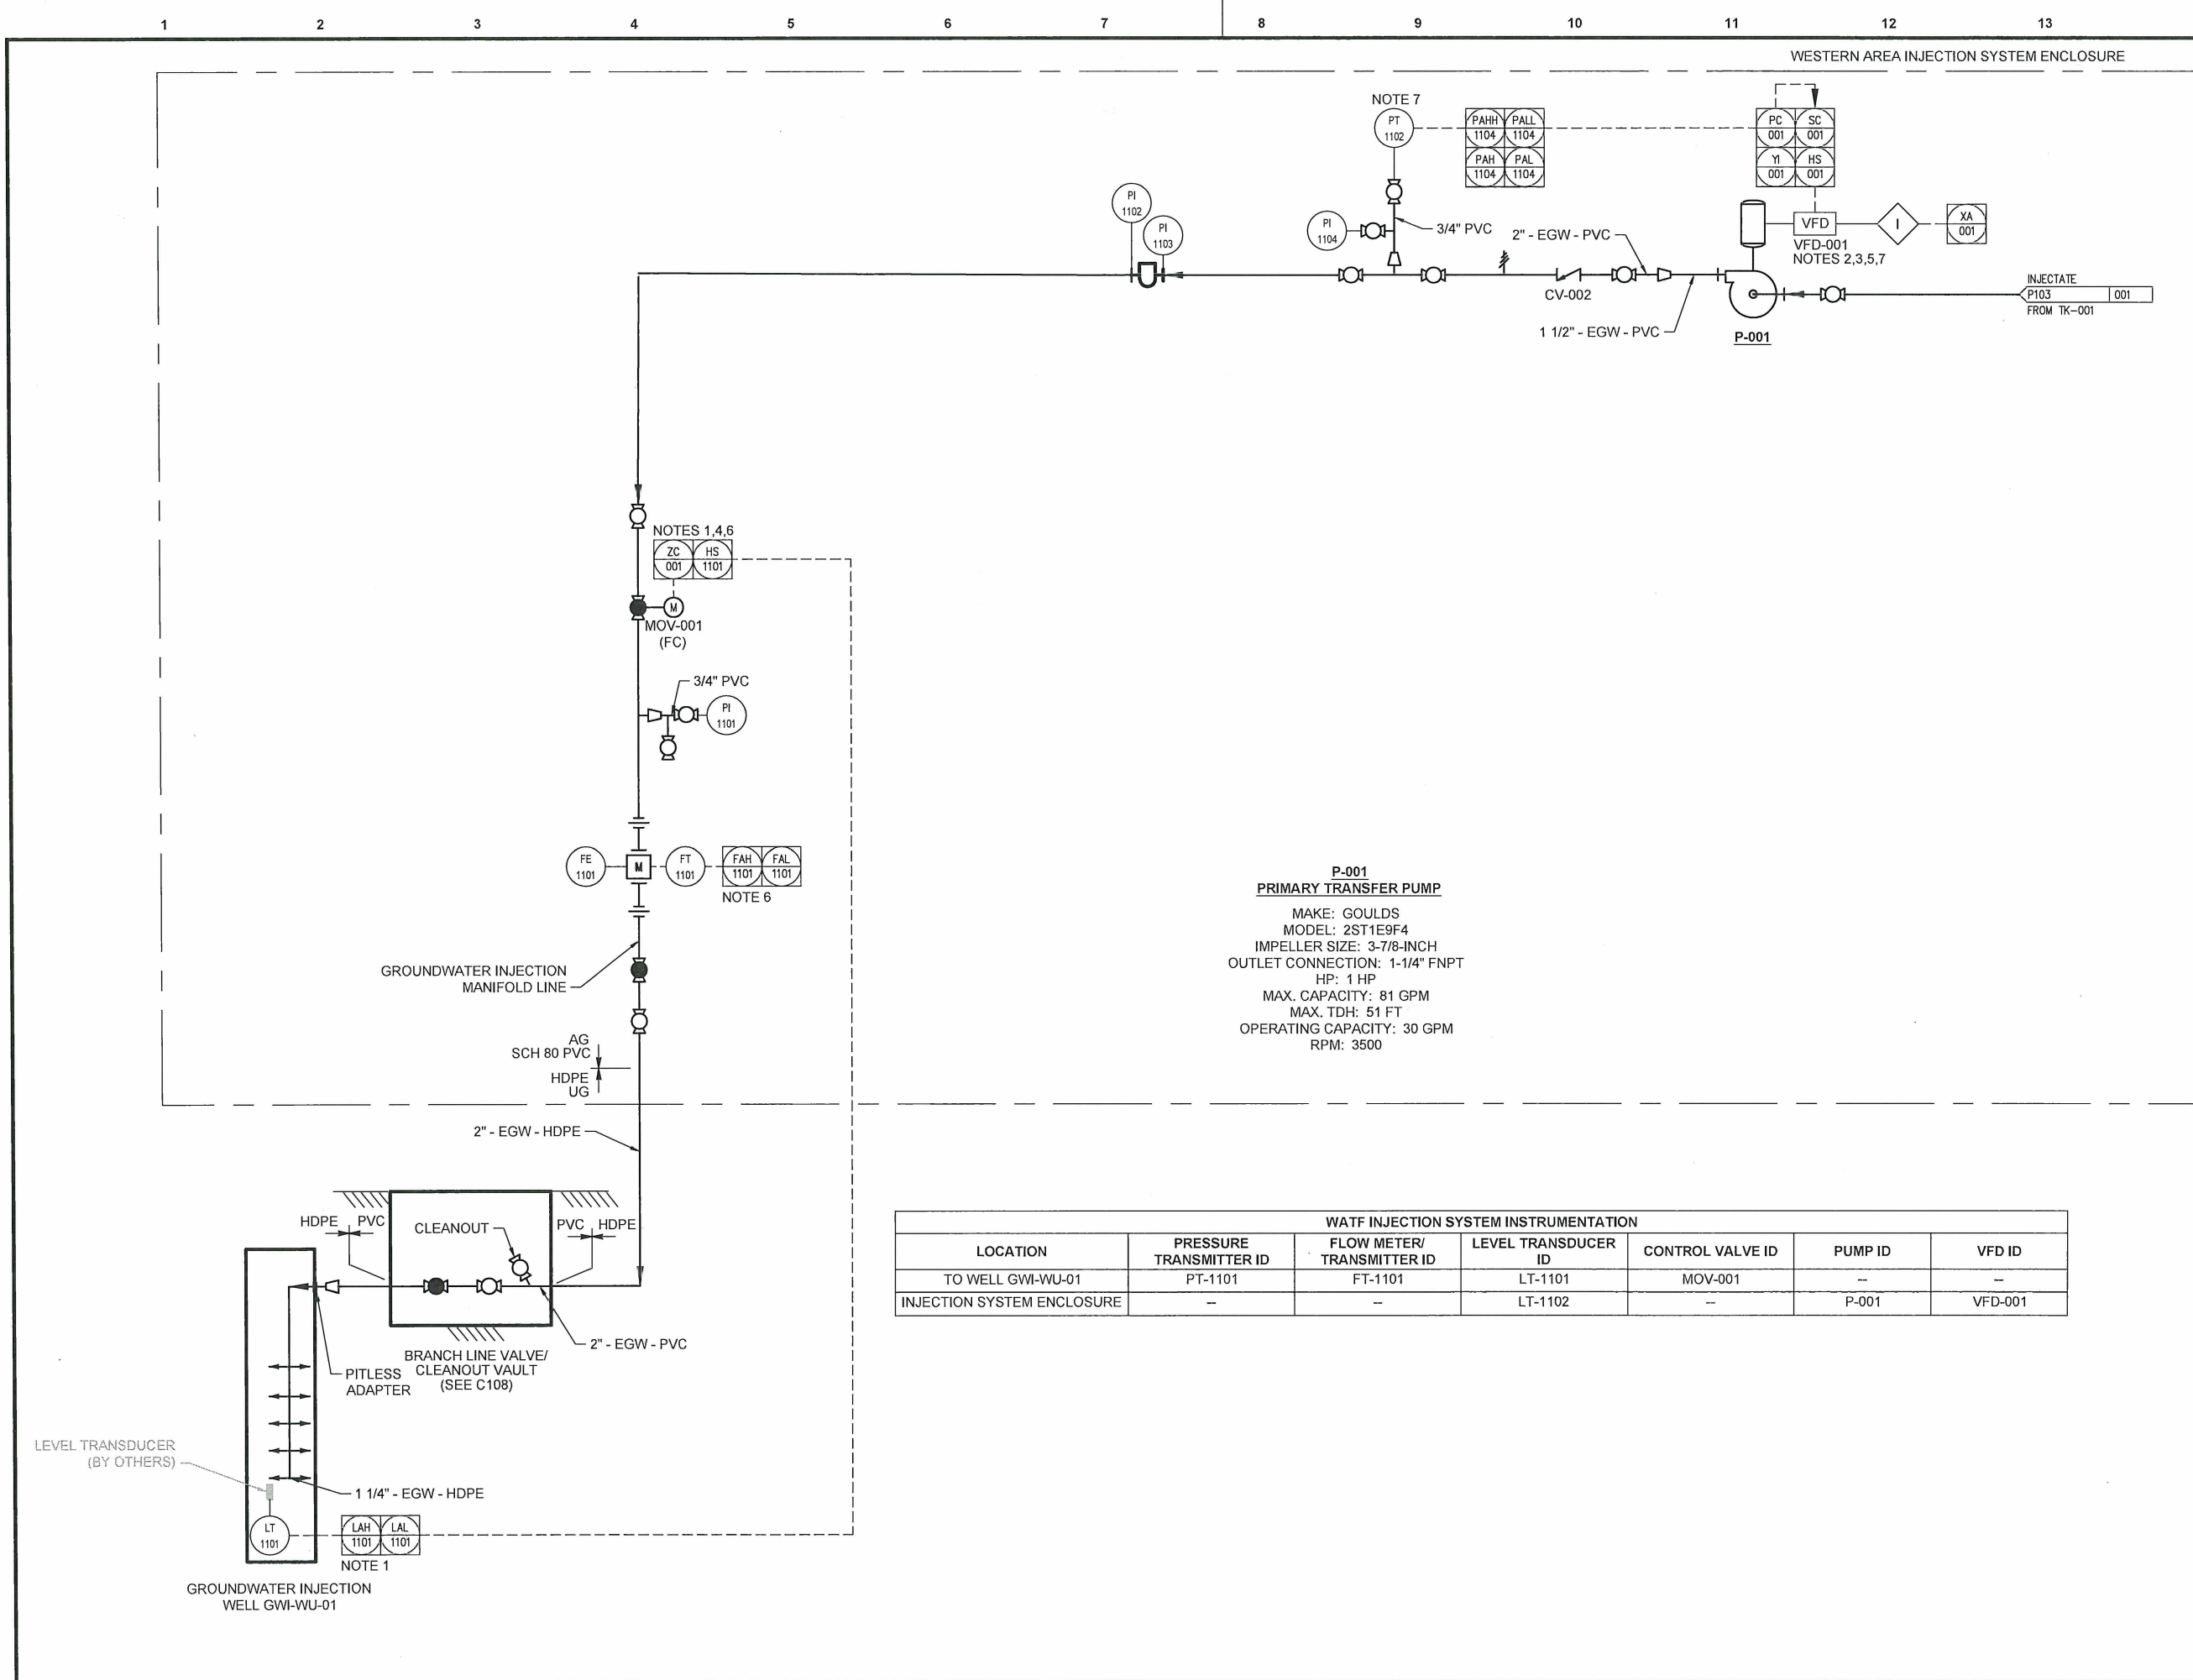 1 2 3 4 5 6 7 8 9 10 11 12 13
WESTERN AREA INJECTION SYSTEM ENCLOSURE
NOTE 7
PT
1102
PAHH PALL
1104 1104
PAH PAL
1104 1104
PC SC
001 001
YI HS
001 001
PI
1102
PI
1103
PI
1104
3/4" PVC
2" - EGW - PVC
VFD
VFD-001
NOTES 2,3,5,7
I
XA
001
CV-002
1 1/2" - EGW - PVC
P-001
INJECTATE
P103 001
FROM TK-001
NOTES 1,4,6
ZC HS
001 1101
M
MOV-001
(FC)
3/4" PVC
PI
1101
FE
1101
M
FT
1101
FAH FAL
1101 1101
NOTE 6
GROUNDWATER INJECTION
MANIFOLD LINE
AG
SCH 80 PVC
HDPE
UG
P-001
PRIMARY TRANSFER PUMP
MAKE: GOULDS
MODEL: 2ST1E9F4
IMPELLER SIZE: 3-7/8-INCH
OUTLET CONNECTION: 1-1/4" FNPT
HP: 1 HP
MAX. CAPACITY: 81 GPM
MAX. TDH: 51 FT
OPERATING CAPACITY: 30 GPM
RPM: 3500
2" - EGW - HDPE
HDPE PVC
CLEANOUT
PVC HDPE
2" - EGW - PVC
BRANCH LINE VALVE/
CLEANOUT VAULT
(SEE C108)
PITLESS
ADAPTER
LEVEL TRANSDUCER
(BY OTHERS)
1 1/4" - EGW - HDPE
LT
1101
LAH LAL
1101 1101
NOTE 1
GROUNDWATER INJECTION
WELL GWI-WU-01
WATF INJECTION SYSTEM INSTRUMENTATION
LOCATION PRESSURE TRANSMITTER ID FLOW METER/ TRANSMITTER ID LEVEL TRANSDUCER ID CONTROL VALVE ID PUMP ID VFD ID
TO WELL GWI-WU-01 PT-1101 FT-1101 LT-1101 MOV-001 -- --
INJECTION SYSTEM ENCLOSURE -- -- LT-1102 -- P-001 VFD-001